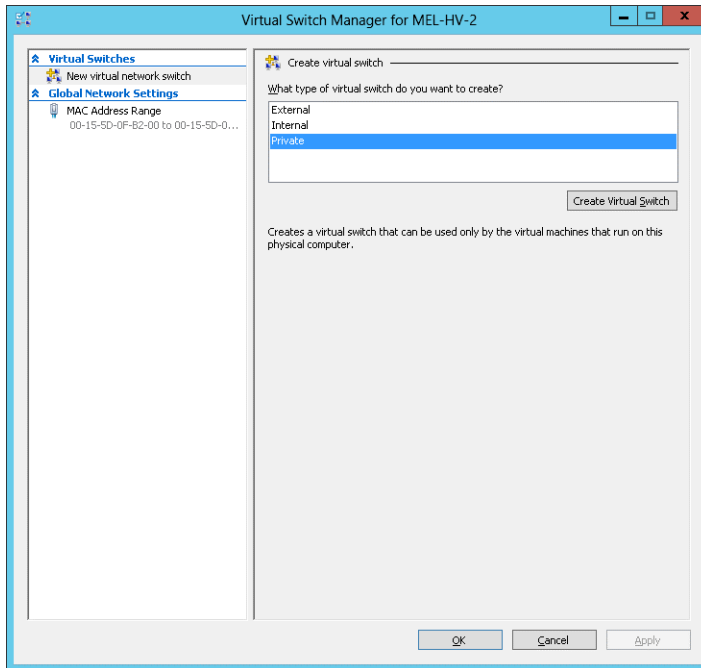 Virtual Switch Manager for MEL-HV-2
Virtual Switches
New virtual network switch
Global Network Settings
MAC Address Range
00-15-5D-0F-B2-00 to 00-15-5D-0...
Create virtual switch
What type of virtual switch do you want to create?
External
Internal
Private
Create Virtual Switch
Creates a virtual switch that can be used only by the virtual machines that run on this
physical computer.
OK
Cancel
Apply